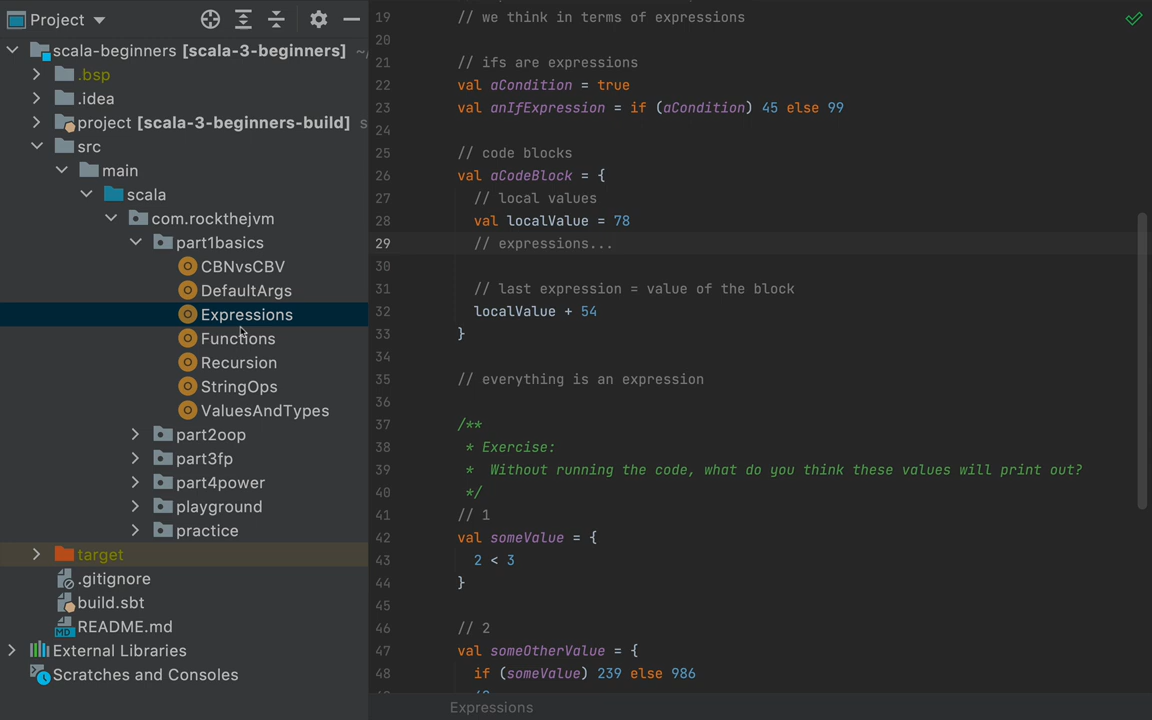 Project
scala-beginners [scala-3-beginners] ~/
.bsp
.idea
project [scala-3-beginners-build] s
src
main
scala
com.rockthejvm
part1basics
CBNvsCBV
DefaultArgs
Expressions
Functions
Recursion
StringOps
ValuesAndTypes
part2oop
part3fp
part4power
playground
practice
target
.gitignore
build.sbt
README.md
External Libraries
Scratches and Consoles
19 // we think in terms of expressions
20
21 // ifs are expressions
22 val aCondition = true
23 val anIfExpression = if (aCondition) 45 else 99
24
25 // code blocks
26 val aCodeBlock = {
27 // local values
28 val localValue = 78
29 // expressions...
30
31 // last expression = value of the block
32 localValue + 54
33 }
34
35 // everything is an expression
36
37 /**
38 * Exercise:
39 * Without running the code, what do you think these values will print out?
40 */
41 // 1
42 val someValue = {
43 2 < 3
44 }
45
46 // 2
47 val someOtherValue = {
48 if (someValue) 239 else 986
Expressions